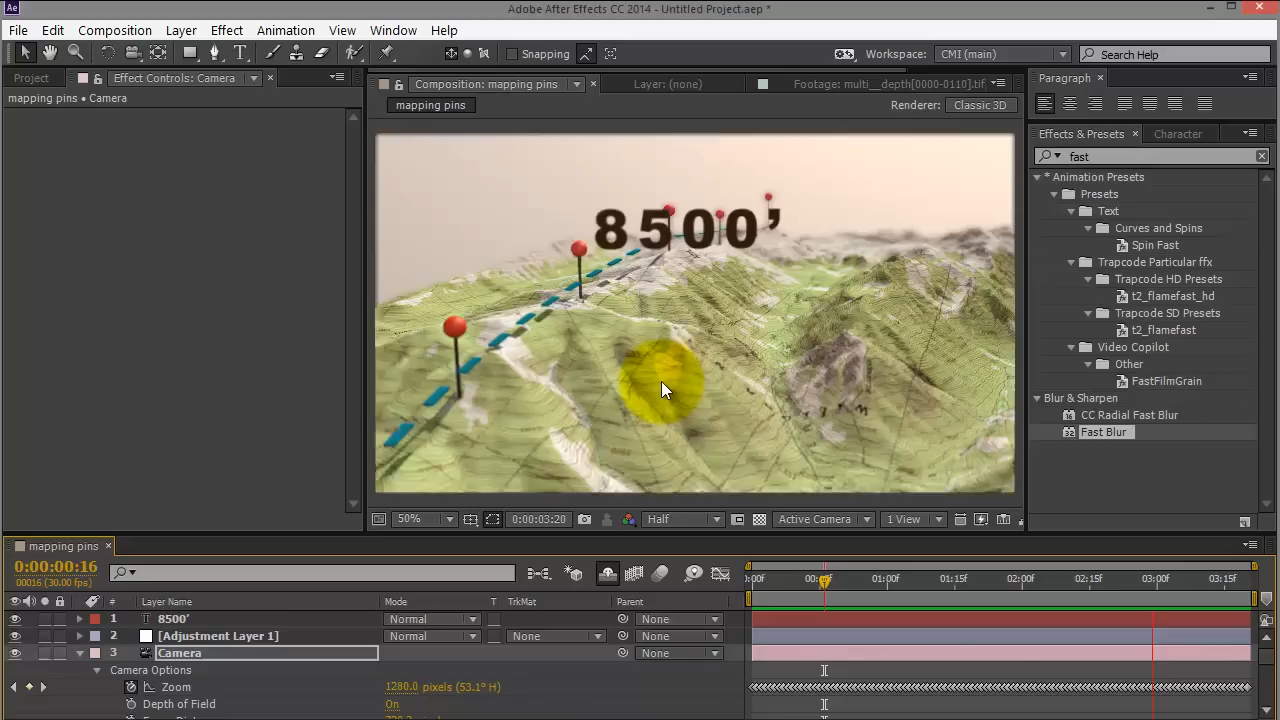 Ae Adobe After Effects CC 2014 - Untitled Project.aep *
File Edit Composition Layer Effect Animation View Window Help
Snapping Workspace: CMI (main) Search Help
Project Effect Controls: Camera Composition: mapping pins Layer: (none) Footage: multi__depth[0000-0110].tif Paragraph
mapping pins • Camera
mapping pins
Renderer: Classic 3D
Effects & Presets Character
fast
* Animation Presets
Presets
Text
Curves and Spins
Spin Fast
Trapcode Particular ffx
Trapcode HD Presets
t2_flamefast_hd
Trapcode SD Presets
t2_flamefast
Video Copilot
Other
FastFilmGrain
Blur & Sharpen
CC Radial Fast Blur
Fast Blur
8500’
50% 0:00:03:20 Half Active Camera 1 View
mapping pins
0:00:00:16
00016 (30.00 fps)
:00f 01:00f 01:15f 02:00f 02:15f 03:00f 03:15f
# Layer Name Mode T TrkMat Parent
1 T 8500' Normal None
2 [Adjustment Layer 1] Normal None None
3 Camera None
Camera Options
Zoom 1280.0 pixels (53.1° H)
Depth of Field On